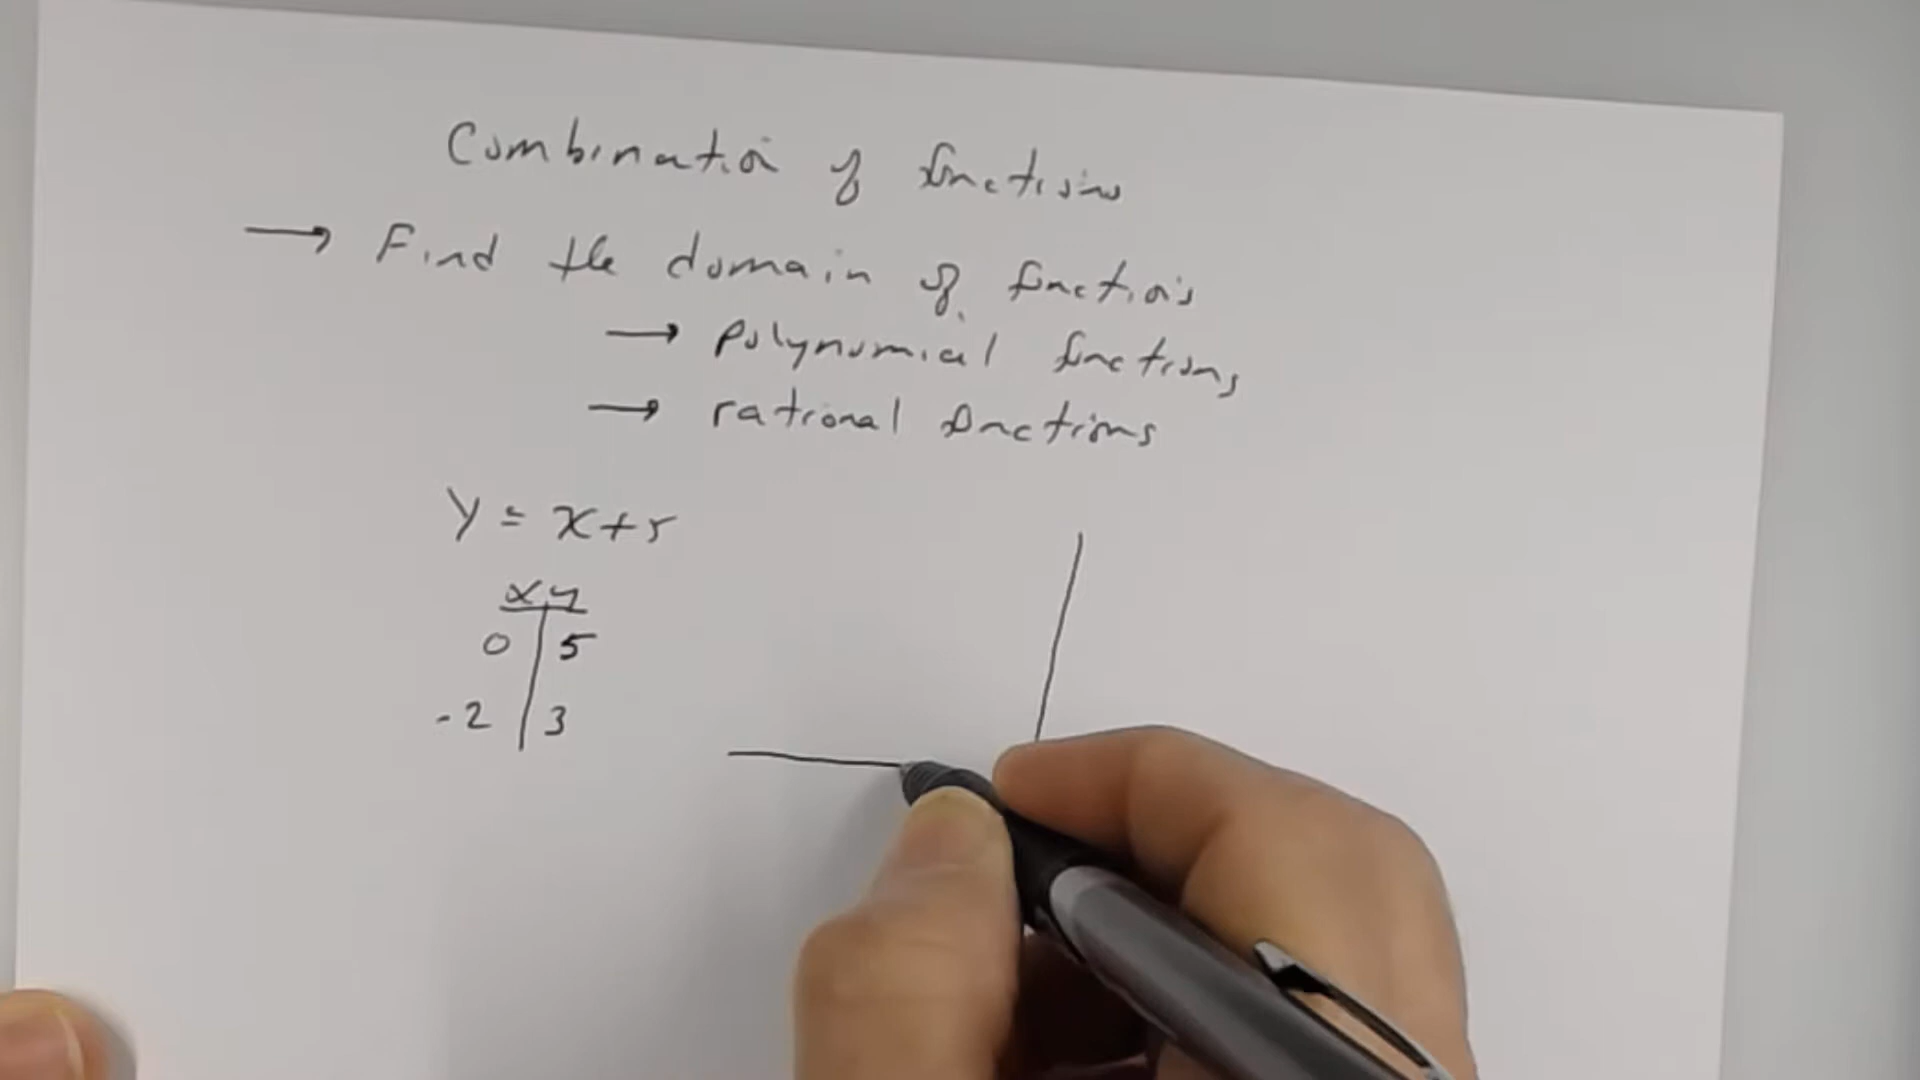 Combination of functions
→ Find the domain of functions
→ polynomial functions
→ rational functions
y = x+5
x y
0 5
-2 3